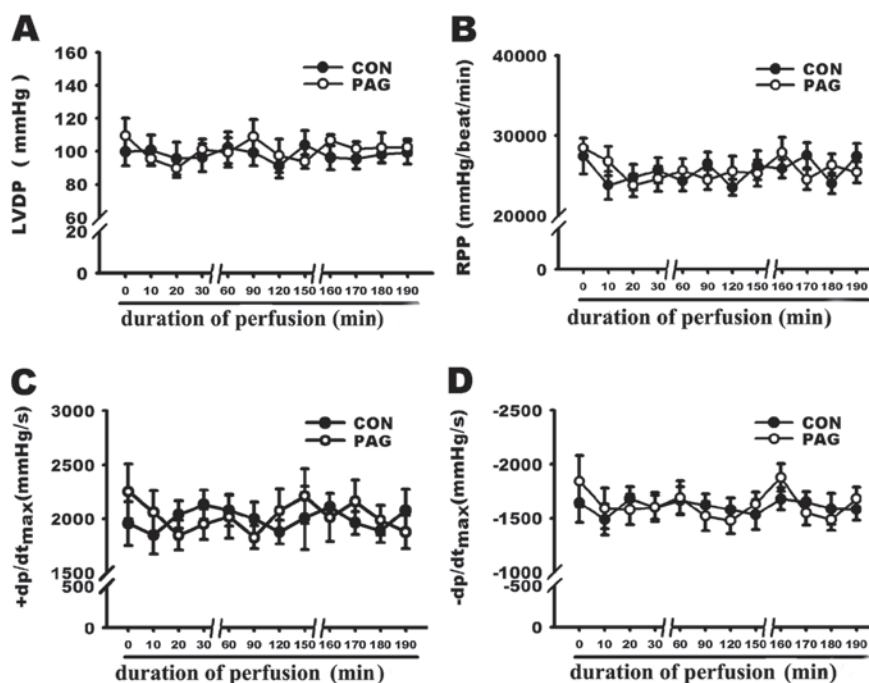 A
LVDP ( mmHg)
160
140
120
100
80
60
20
0
CON
PAG
0 10 20 30 60 90 120 150 160 170 180 190
duration of perfusion (min)
B
RPP (mmHg/beat/min)
40000
30000
20000
0
CON
PAG
0 10 20 30 60 90 120 150 160 170 180 190
duration of perfusion (min)
C
+dp/dtmax(mmHg/s)
3000
2500
2000
1500
500
0
CON
PAG
0 10 20 30 60 90 120 150 160 170 180 190
duration of perfusion (min)
D
-dp/dtmax(mmHg/s)
-2500
-2000
-1500
-1000
-500
0
CON
PAG
0 10 20 30 60 90 120 150 160 170 180 190
duration of perfusion (min)